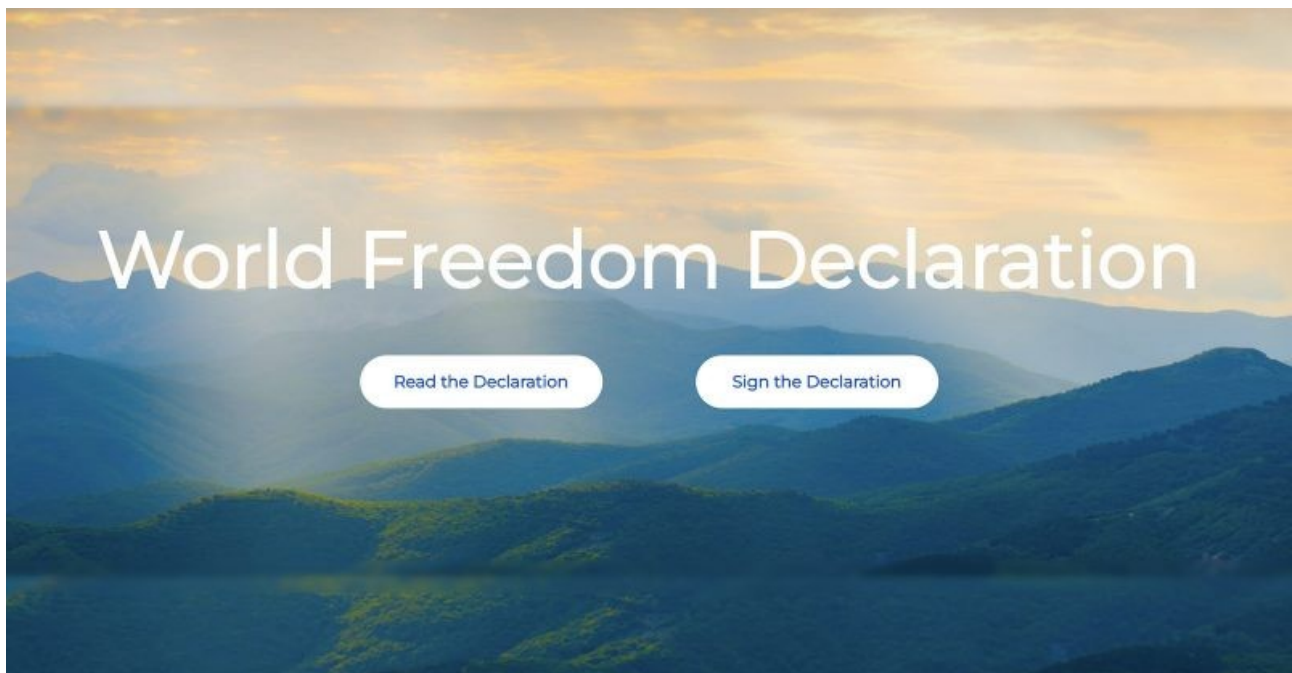 World Freedom Declaration
Read the Declaration
Sign the Declaration